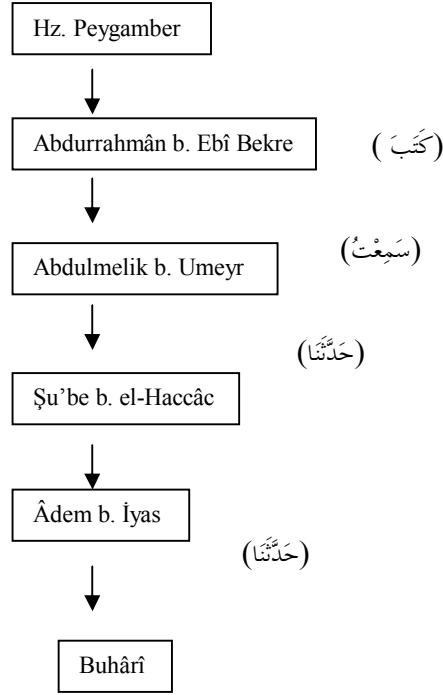 Hz. Peygamber
Abdurrahmân b. Ebî Bekre (كَتَبَ )
Abdulmelik b. Umeyr (سَمِعْتُ)
(حَدَّثَنَا)
Şu’be b. el-Haccâc
Âdem b. İyas
(حَدَّثَنَا)
Buhârî